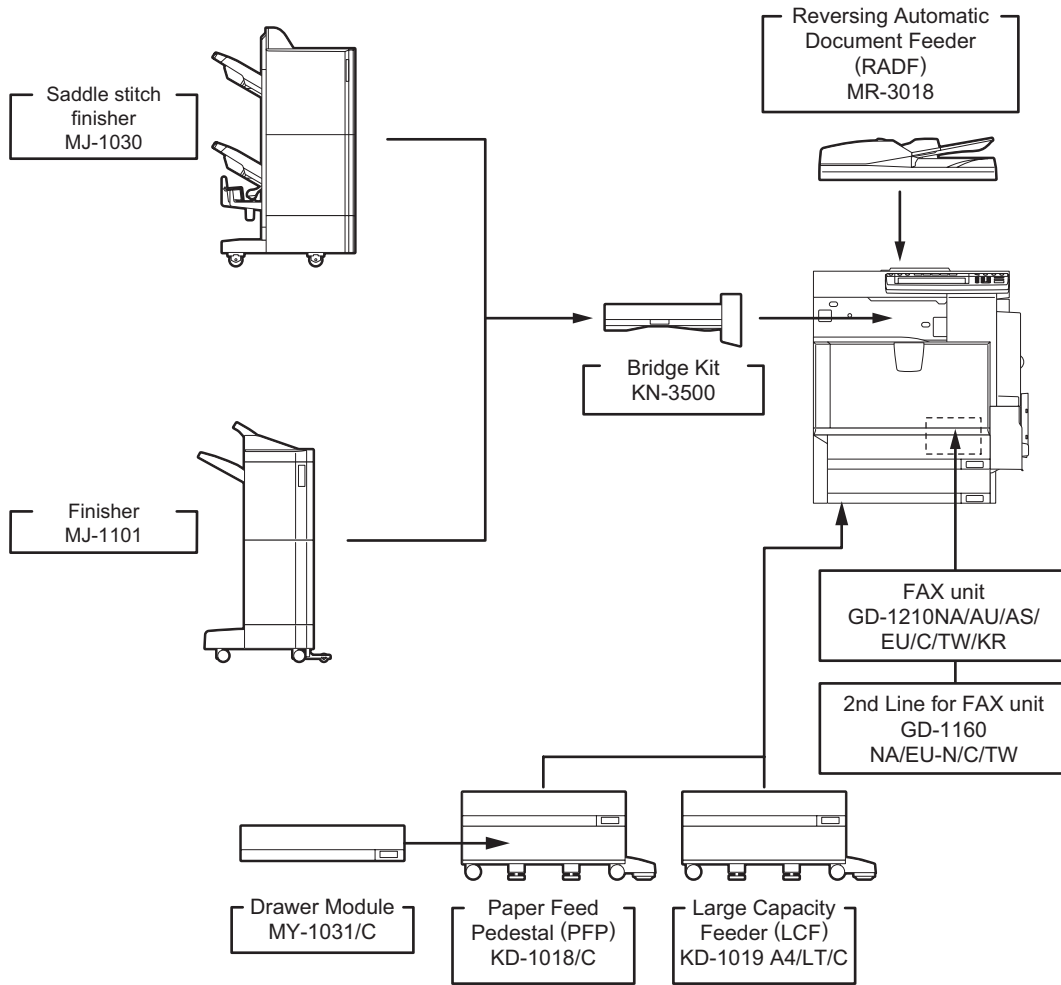 Reversing Automatic
Document Feeder
(RADF)
MR-3018
Saddle stitch
finisher
MJ-1030
Bridge Kit
KN-3500
Finisher
MJ-1101
FAX unit
GD-1210NA/AU/AS/
EU/C/TW/KR
2nd Line for FAX unit
GD-1160
NA/EU-N/C/TW
Drawer Module
MY-1031/C
Paper Feed
Pedestal (PFP)
KD-1018/C
Large Capacity
Feeder (LCF)
KD-1019 A4/LT/C